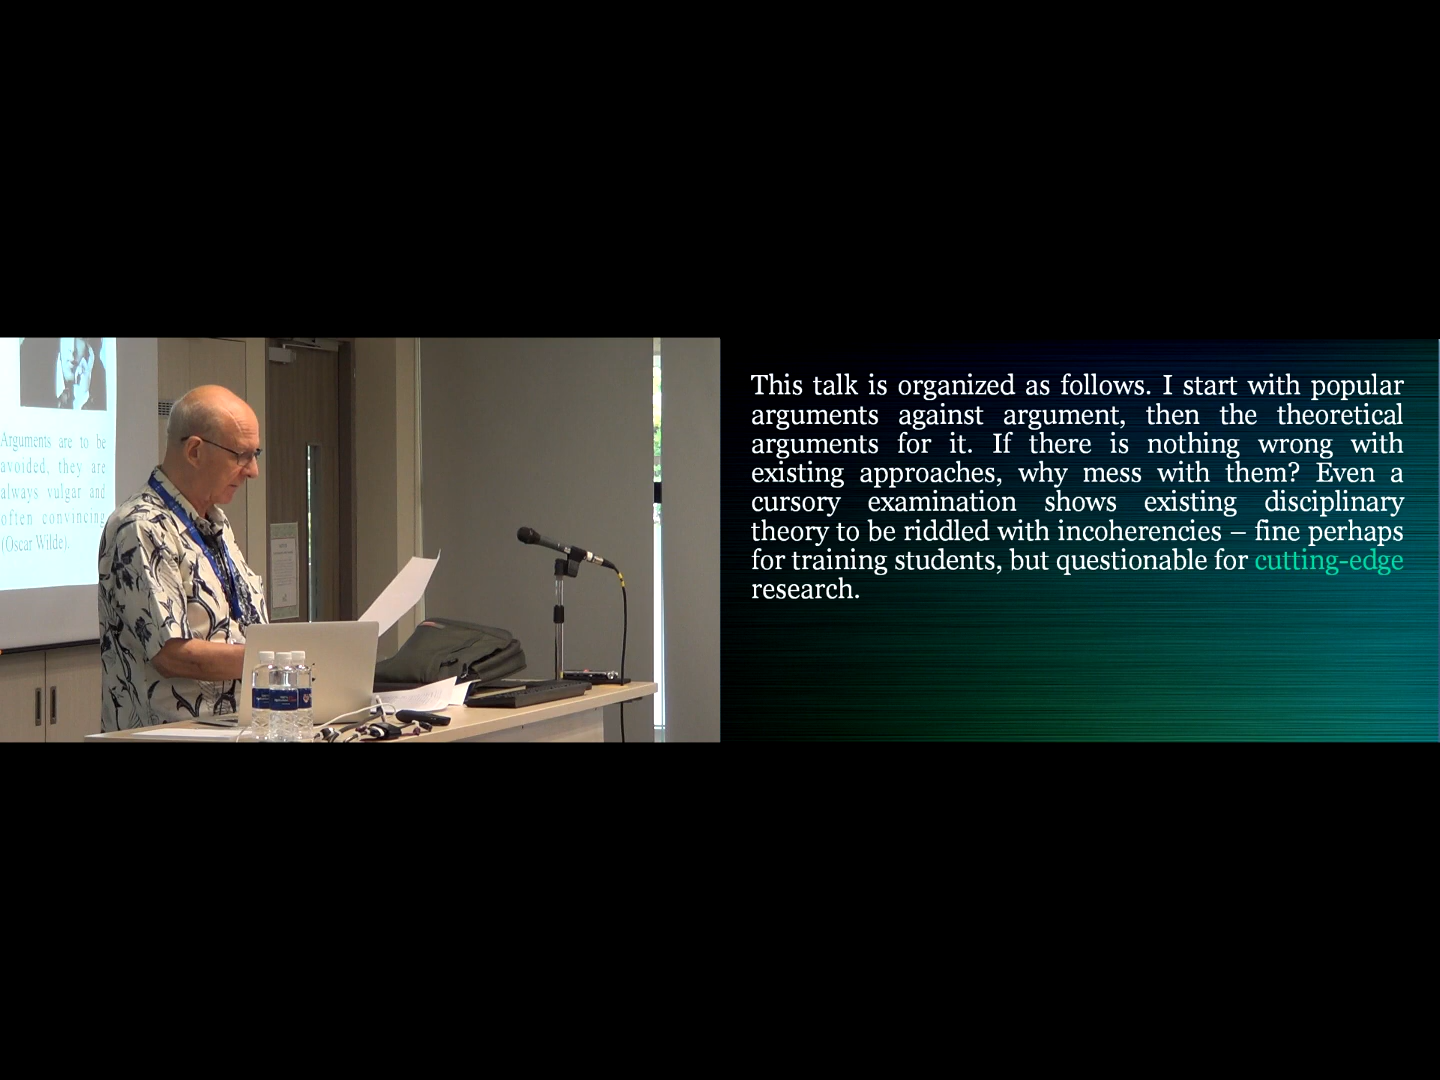 Arguments are to be
avoided, they are
always vulgar and
often convincing
(Oscar Wilde).
This talk is organized as follows. I start with popular
arguments against argument, then the theoretical
arguments for it. If there is nothing wrong with
existing approaches, why mess with them? Even a
cursory examination shows existing disciplinary
theory to be riddled with incoherencies – fine perhaps
for training students, but questionable for cutting-edge
research.